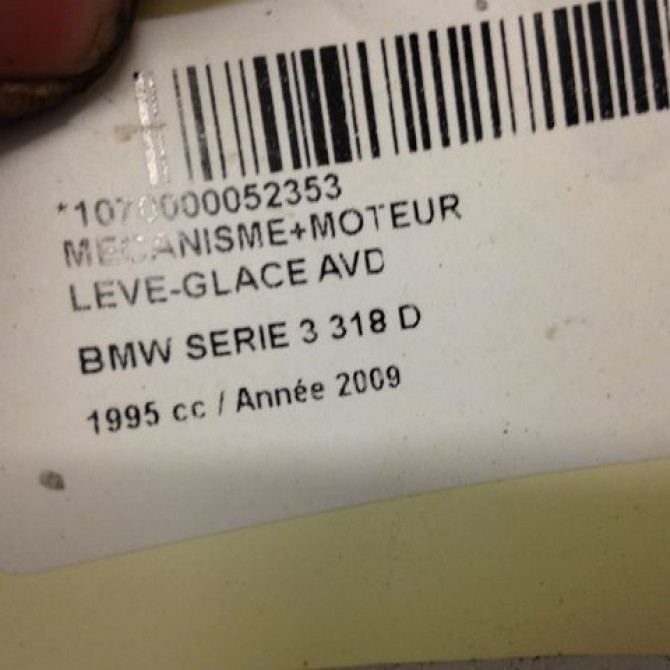 *1070000052353
MECANISME+MOTEUR
LEVE-GLACE AVD
BMW SERIE 3 318 D
1995 cc / Année 2009